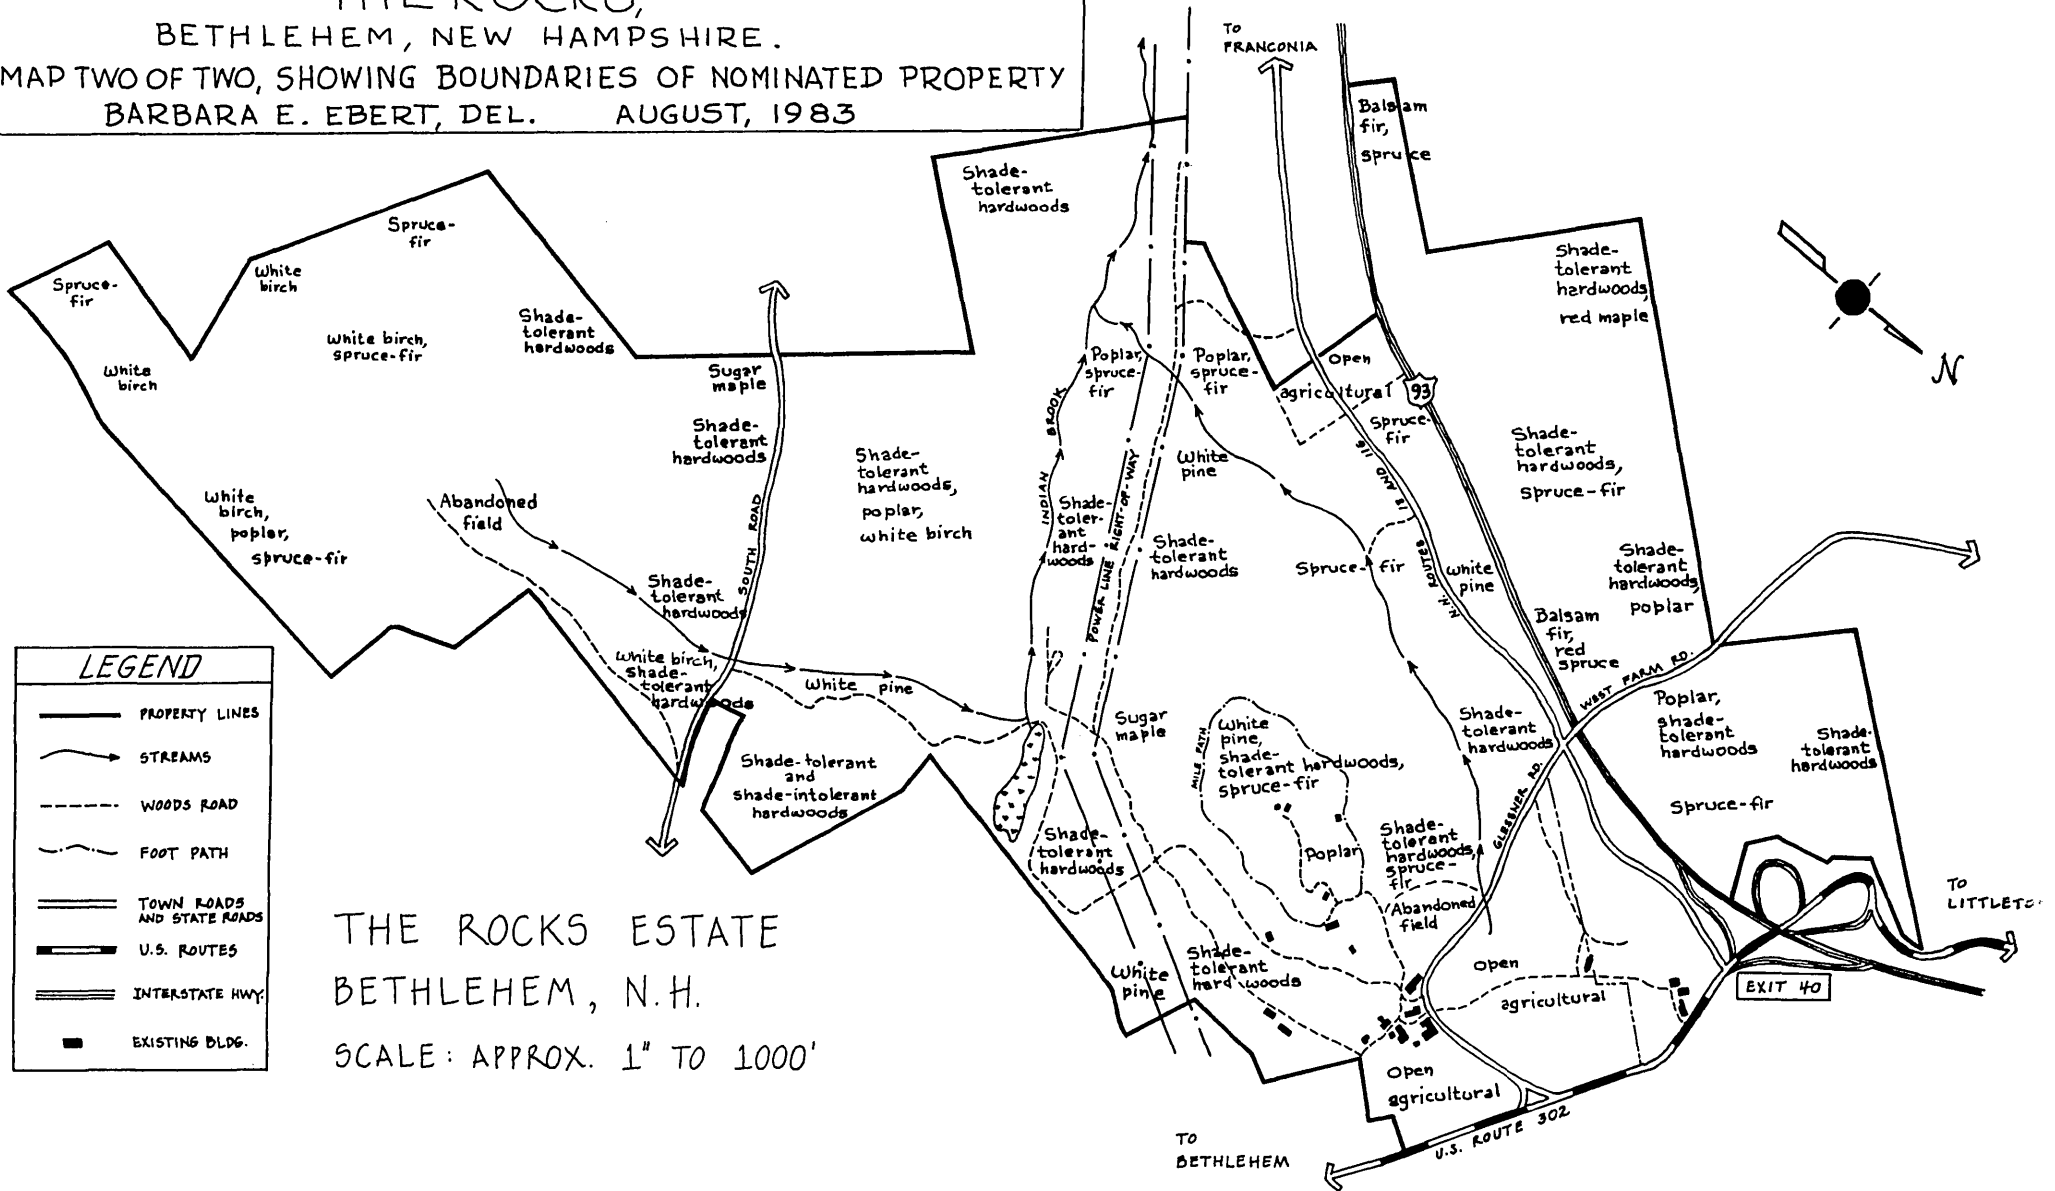 THE ROCKS,
BETHLEHEM, NEW HAMPSHIRE.
MAP TWO OF TWO, SHOWING BOUNDARIES OF NOMINATED PROPERTY
BARBARA E. EBERT, DEL. AUGUST, 1983
TO
FRANCONIA
Balsam
fir,
spruce
Shade-
tolerant
hardwoods
Spruce-
fir
White
birch
Spruce-
fir
White
birch
White birch,
spruce-fir
Shade-
tolerant
hardwoods
Sugar
maple
Shade-
tolerant
hardwoods
Shade-
tolerant
hardwoods,
red maple
N
Poplar,
spruce-
fir
Poplar,
spruce-
fir
Open
agricultural
93
Spruce-
fir
INDIAN BROOK
POWER LINE RIGHT-OF-WAY
N.H. ROUTES 18 AND 116
White
pine
Shade-
tolerant
hardwoods,
spruce-fir
Shade-
tolerant
hardwoods,
poplar,
white birch
White
birch,
poplar,
spruce-fir
Abandoned
field
SOUTH ROAD
Shade-
toler-
ant
hard-
woods
Shade-
tolerant
hardwoods
Spruce-fir
White
pine
Shade-
tolerant
hardwoods,
poplar
Balsam
fir,
red
spruce
WEST FARM RD.
Shade-
tolerant
hardwoods
White birch,
Shade-
tolerant
hardwoods
White pine
Sugar
maple
MILE PATH
White
pine,
shade-
tolerant hardwoods,
spruce-fir
Shade-
tolerant
hardwoods
GLESSNER RD.
Poplar,
shade-
tolerant
hardwoods
Shade-
tolerant
hardwoods
Spruce-fir
Shade-tolerant
and
shade-intolerant
hardwoods
Shade-
tolerant
hardwoods
Poplar
Shade-
tolerant
hardwoods,
spruce-
fir
Abandoned
field
TO
White
pine
Shade-
tolerant
hardwoods
Open
agricultural
EXIT 40
Open
agricultural
U.S. ROUTE 302
TO
BETHLEHEM
LEGEND
PROPERTY LINES
STREAMS
WOODS ROAD
FOOT PATH
TOWN ROADS
AND STATE ROADS
U.S. ROUTES
INTERSTATE HWY.
EXISTING BLDG.
THE ROCKS ESTATE
BETHLEHEM, N.H.
SCALE: APPROX. 1" TO 1000'